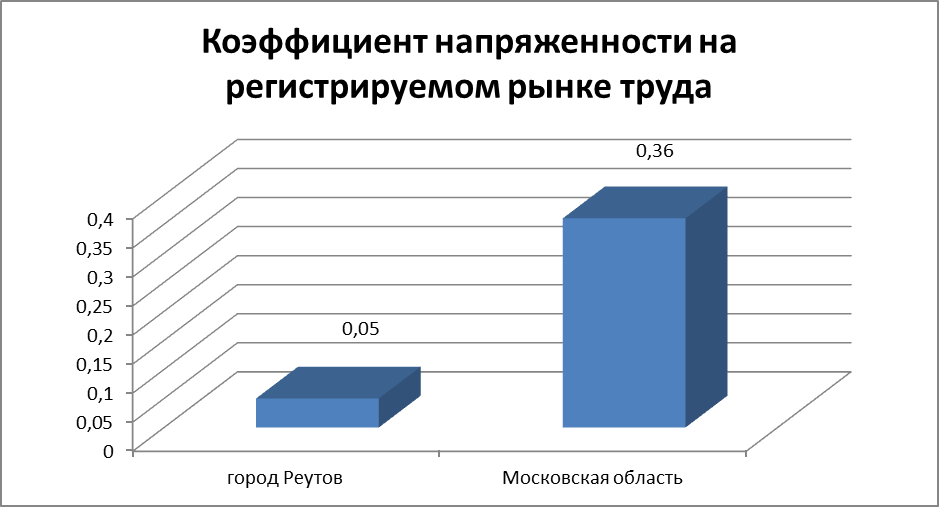 Коэффициент напряженности на
регистрируемом рынке труда
0,36
0,05
0,4
0,35
0,3
0,25
0,2
0,15
0,1
0,05
0
город Реутов
Московская область